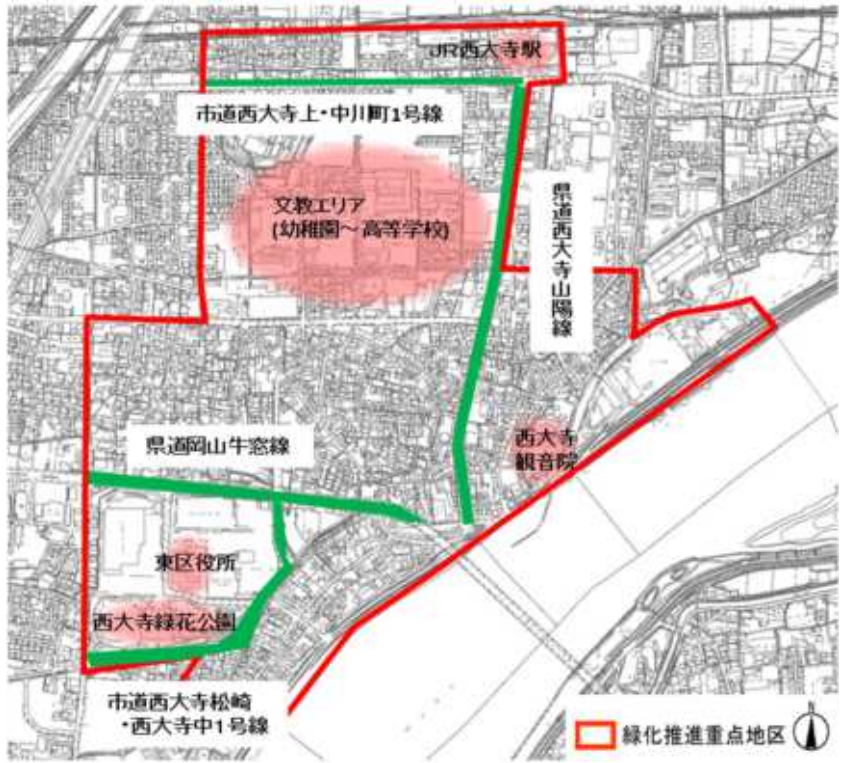 JR西大寺駅
市道西大寺上・中川町1号線
文教エリア
(幼稚園～高等学校)
県道西大寺山陽線
西大寺
観音院
県道岡山牛窓線
東区役所
西大寺緑花公園
市道西大寺松崎
・西大寺中1号線
緑化推進重点地区
N